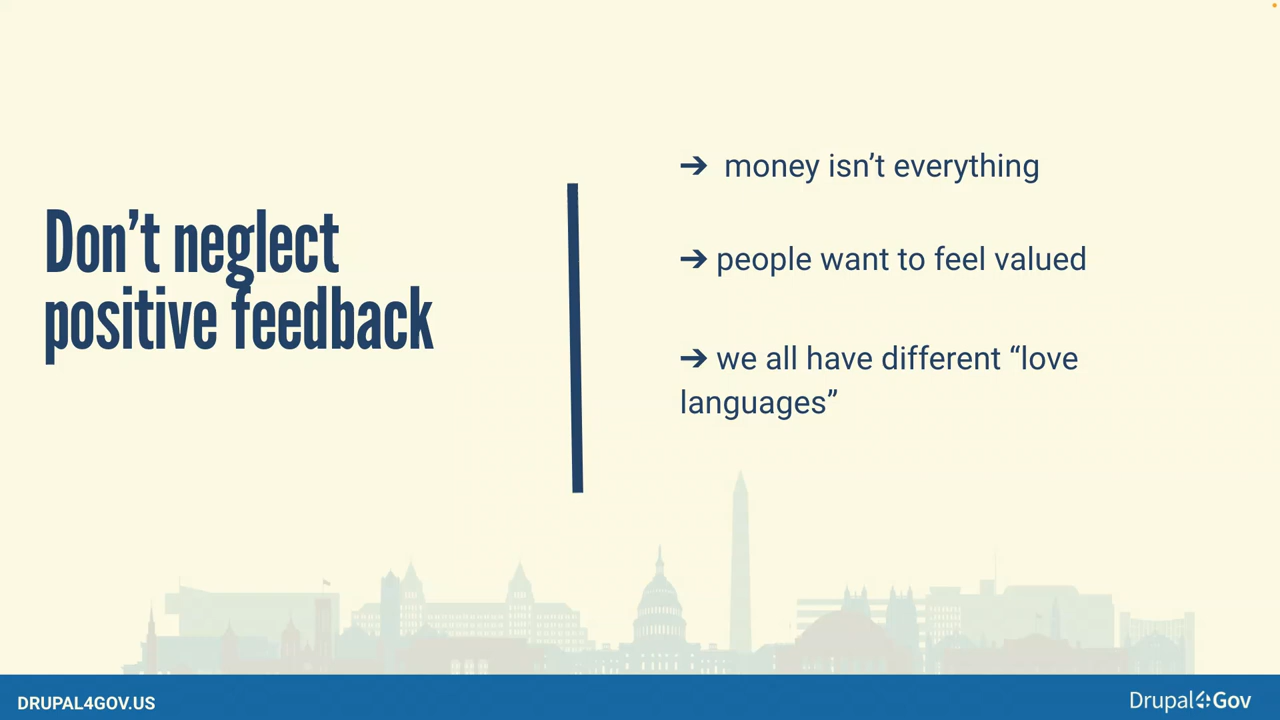 Don’t neglect
positive feedback
➔ money isn’t everything
➔ people want to feel valued
➔ we all have different “love
languages”
DRUPAL4GOV.US
Drupal4Gov